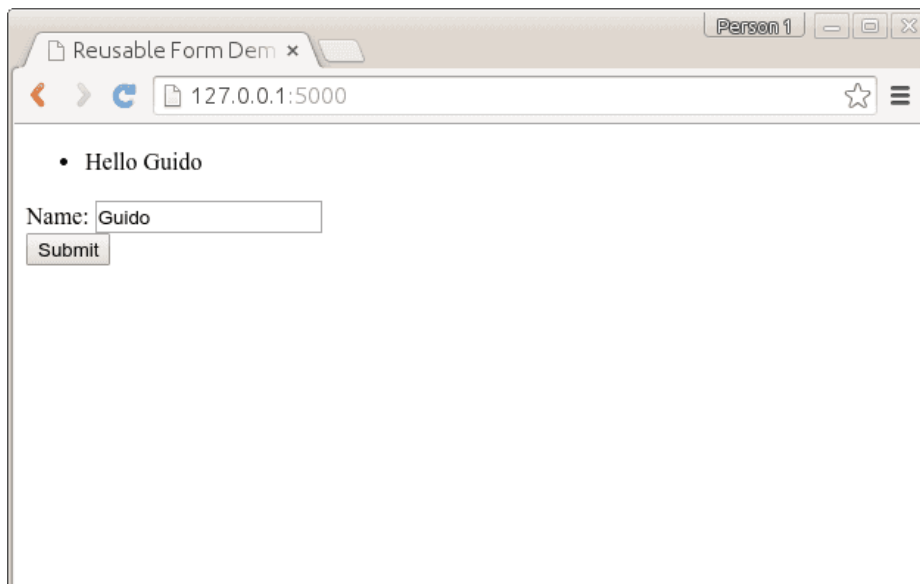 Person 1
Reusable Form Dem
127.0.0.1:5000
• Hello Guido
Name: Guido
Submit